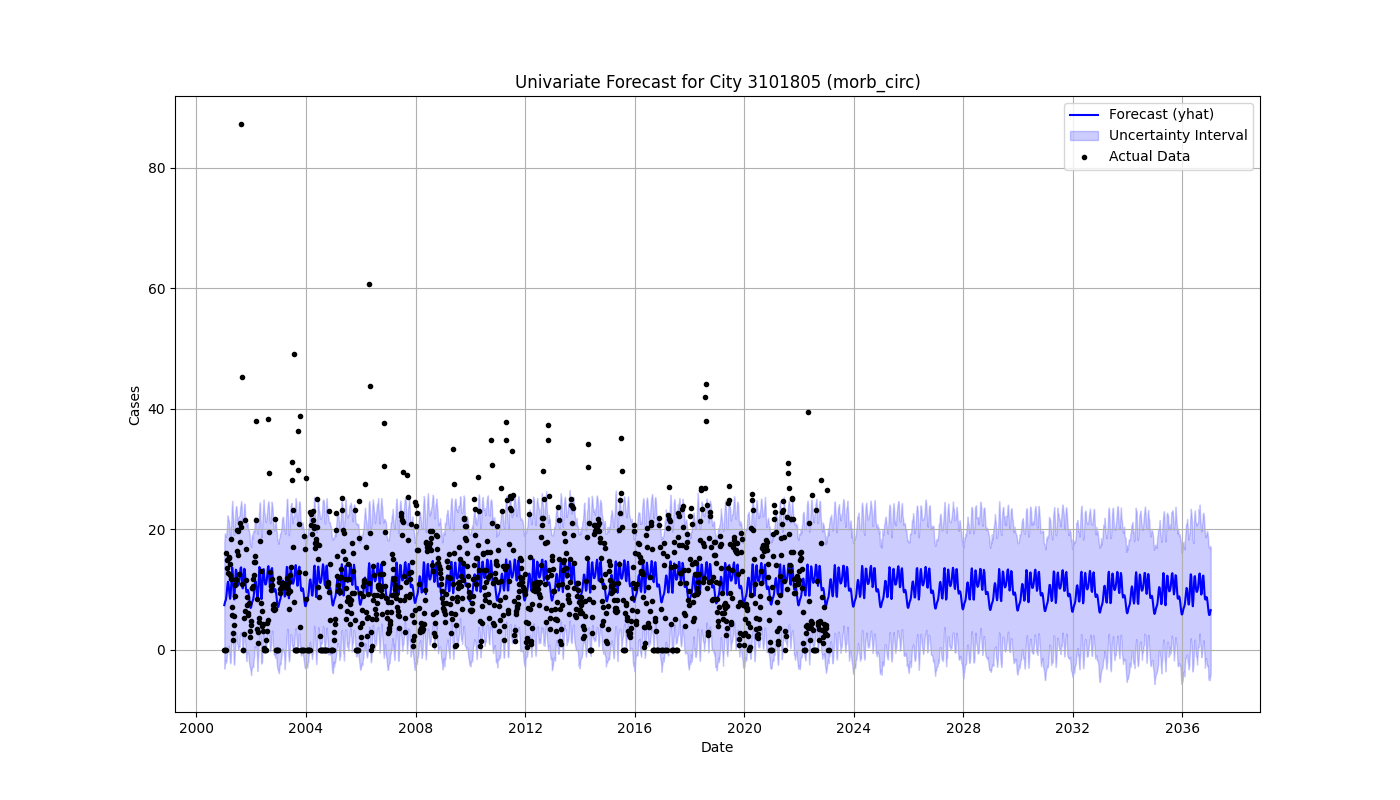 Univariate Forecast for City 3101805 (morb_circ)
Forecast (yhat)
Uncertainty Interval
Actual Data
Cases
80
60
40
20
0
2000 2004 2008 2012 2016 2020 2024 2028 2032 2036
Date